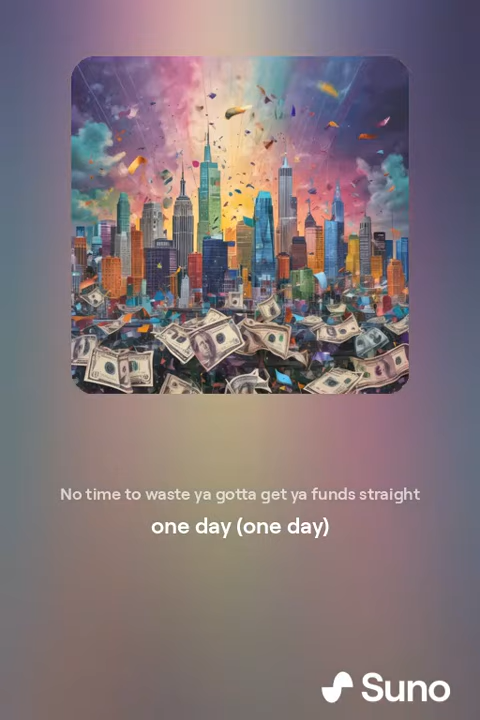 No time to waste ya gotta get ya funds straight
one day (one day)
Suno